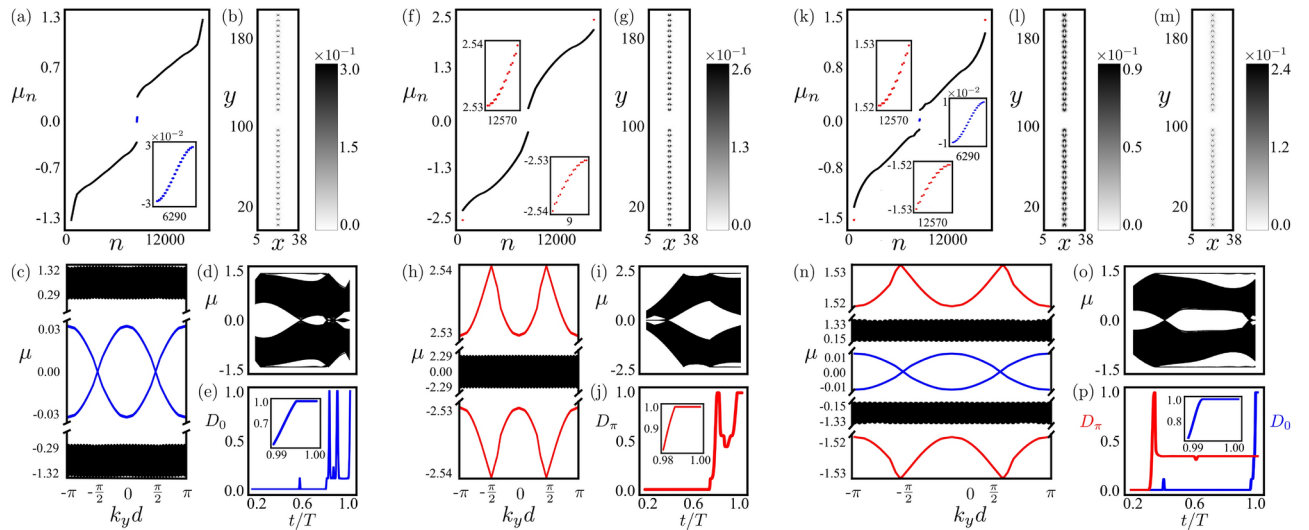 (a)
1.3
0.7
μn
0.0
-0.7
-1.3
×10⁻²
3
-3
6290
0
n
12000
(b)
180
y
100
20
5
x
38
×10⁻¹
3.0
1.5
0.0
(c)
1.32
0.29
0.03
μ
0.00
-0.03
-0.29
-1.32
-π
-π/2
0
π/2
π
kyd
(d)
1.5
μ
0.0
-1.5
(e)
1.0
D0
0.5
0.0
1.0
0.7
0.99
1.00
0.2
0.6
1.0
t/T
(f)
2.5
1.5
μn
0.0
-1.5
-2.5
2.54
2.53
12570
-2.53
-2.54
9
0
n
12000
(g)
180
y
100
20
5
x
38
×10⁻¹
2.6
1.3
0.0
(h)
2.54
2.53
2.29
μ
0.00
-2.29
-2.53
-2.54
-π
-π/2
0
π/2
π
kyd
(i)
2.5
μ
0.0
-2.5
(j)
1.0
Dπ
0.5
0.0
1.0
0.8
0.98
1.00
0.2
0.6
1.0
t/T
(k)
1.5
0.8
μn
0.0
-0.8
-1.5
1.53
1.52
12570
×10⁻²
1
-1
6290
-1.52
-1.53
12570
0
n
12000
(l)
180
y
100
20
5
x
38
×10⁻¹
0.9
0.5
0.0
(m)
180
y
100
20
5
x
38
×10⁻¹
2.4
1.2
0.0
(n)
1.53
1.52
1.33
0.15
0.01
μ
0.00
-0.01
-0.15
-1.33
-1.52
-1.53
-π
-π/2
0
π/2
π
kyd
(o)
1.5
μ
0.0
-1.5
(p)
1.0
Dπ
0.5
0.0
1.0
0.8
0.99
1.00
D0
0.2
0.6
1.0
t/T